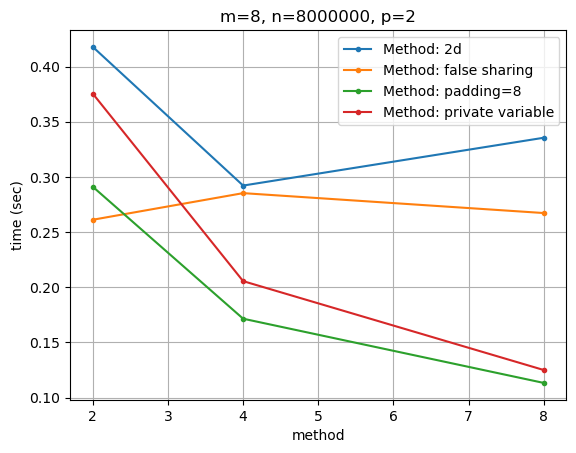 m=8, n=8000000, p=2
Method: 2d
Method: false sharing
Method: padding=8
Method: private variable
time (sec)
0.40
0.35
0.30
0.25
0.20
0.15
0.10
2 3 4 5 6 7 8
method